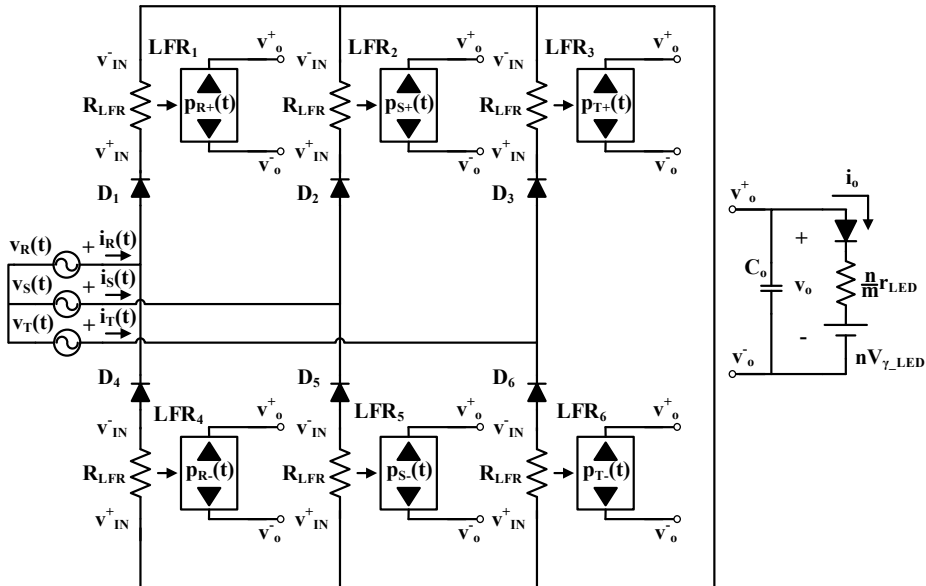 LFR1 LFR2 LFR3
v-IN v+o v-IN v+o v-IN v+o
RLFR pR+(t) RLFR pS+(t) RLFR pT+(t)
v+IN v-o v+IN v-o v+IN v-o
D1 D2 D3
vR(t) + iR(t)
vS(t) + iS(t)
vT(t) + iT(t)
D4 D5 D6
LFR4 LFR5 LFR6
v-IN v+o v-IN v+o v-IN v+o
RLFR pR-(t) RLFR pS-(t) RLFR pT-(t)
v+IN v-o v+IN v-o v+IN v-o
v+o io
+
Co vo n/m rLED
-
v-o nVγ_LED